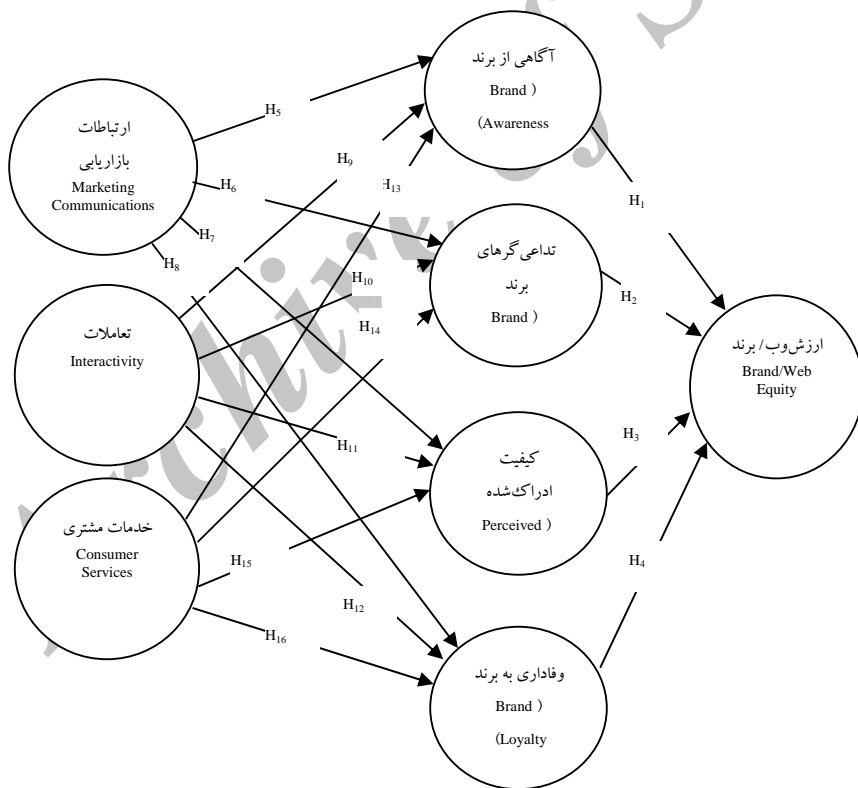 آگاهی از برند
Brand )
(Awareness
ارتباطات
بازاریابی
Marketing
Communications
H5
H9
H6
H13
H7
H8
H1
تداعی‌گرهای
برند
Brand )
H10
H14
H2
تعاملات
Interactivity
ارزش‌وب/ برند
Brand/Web
Equity
H11
H3
کیفیت
ادراک‌شده
Perceived )
خدمات مشتری
Consumer
Services
H15
H12
H4
H16
وفاداری به برند
Brand )
(Loyalty